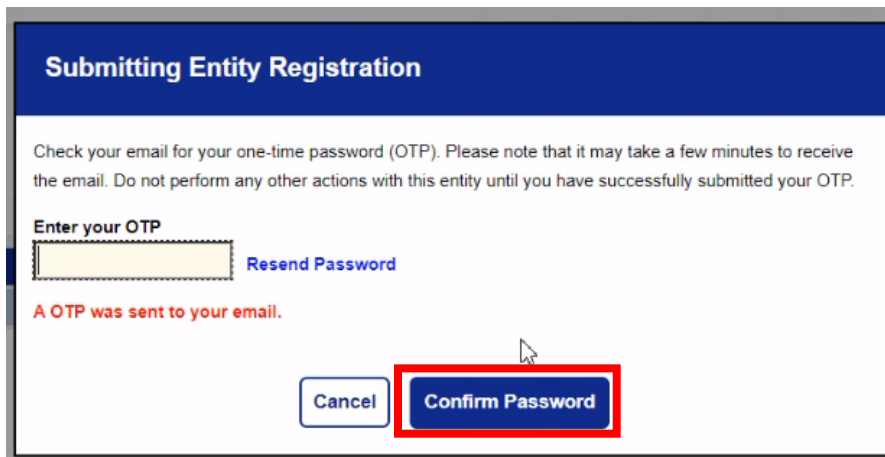 Submitting Entity Registration
Check your email for your one-time password (OTP). Please note that it may take a few minutes to receive
the email. Do not perform any other actions with this entity until you have successfully submitted your OTP.
Enter your OTP
Resend Password
A OTP was sent to your email.
Cancel Confirm Password